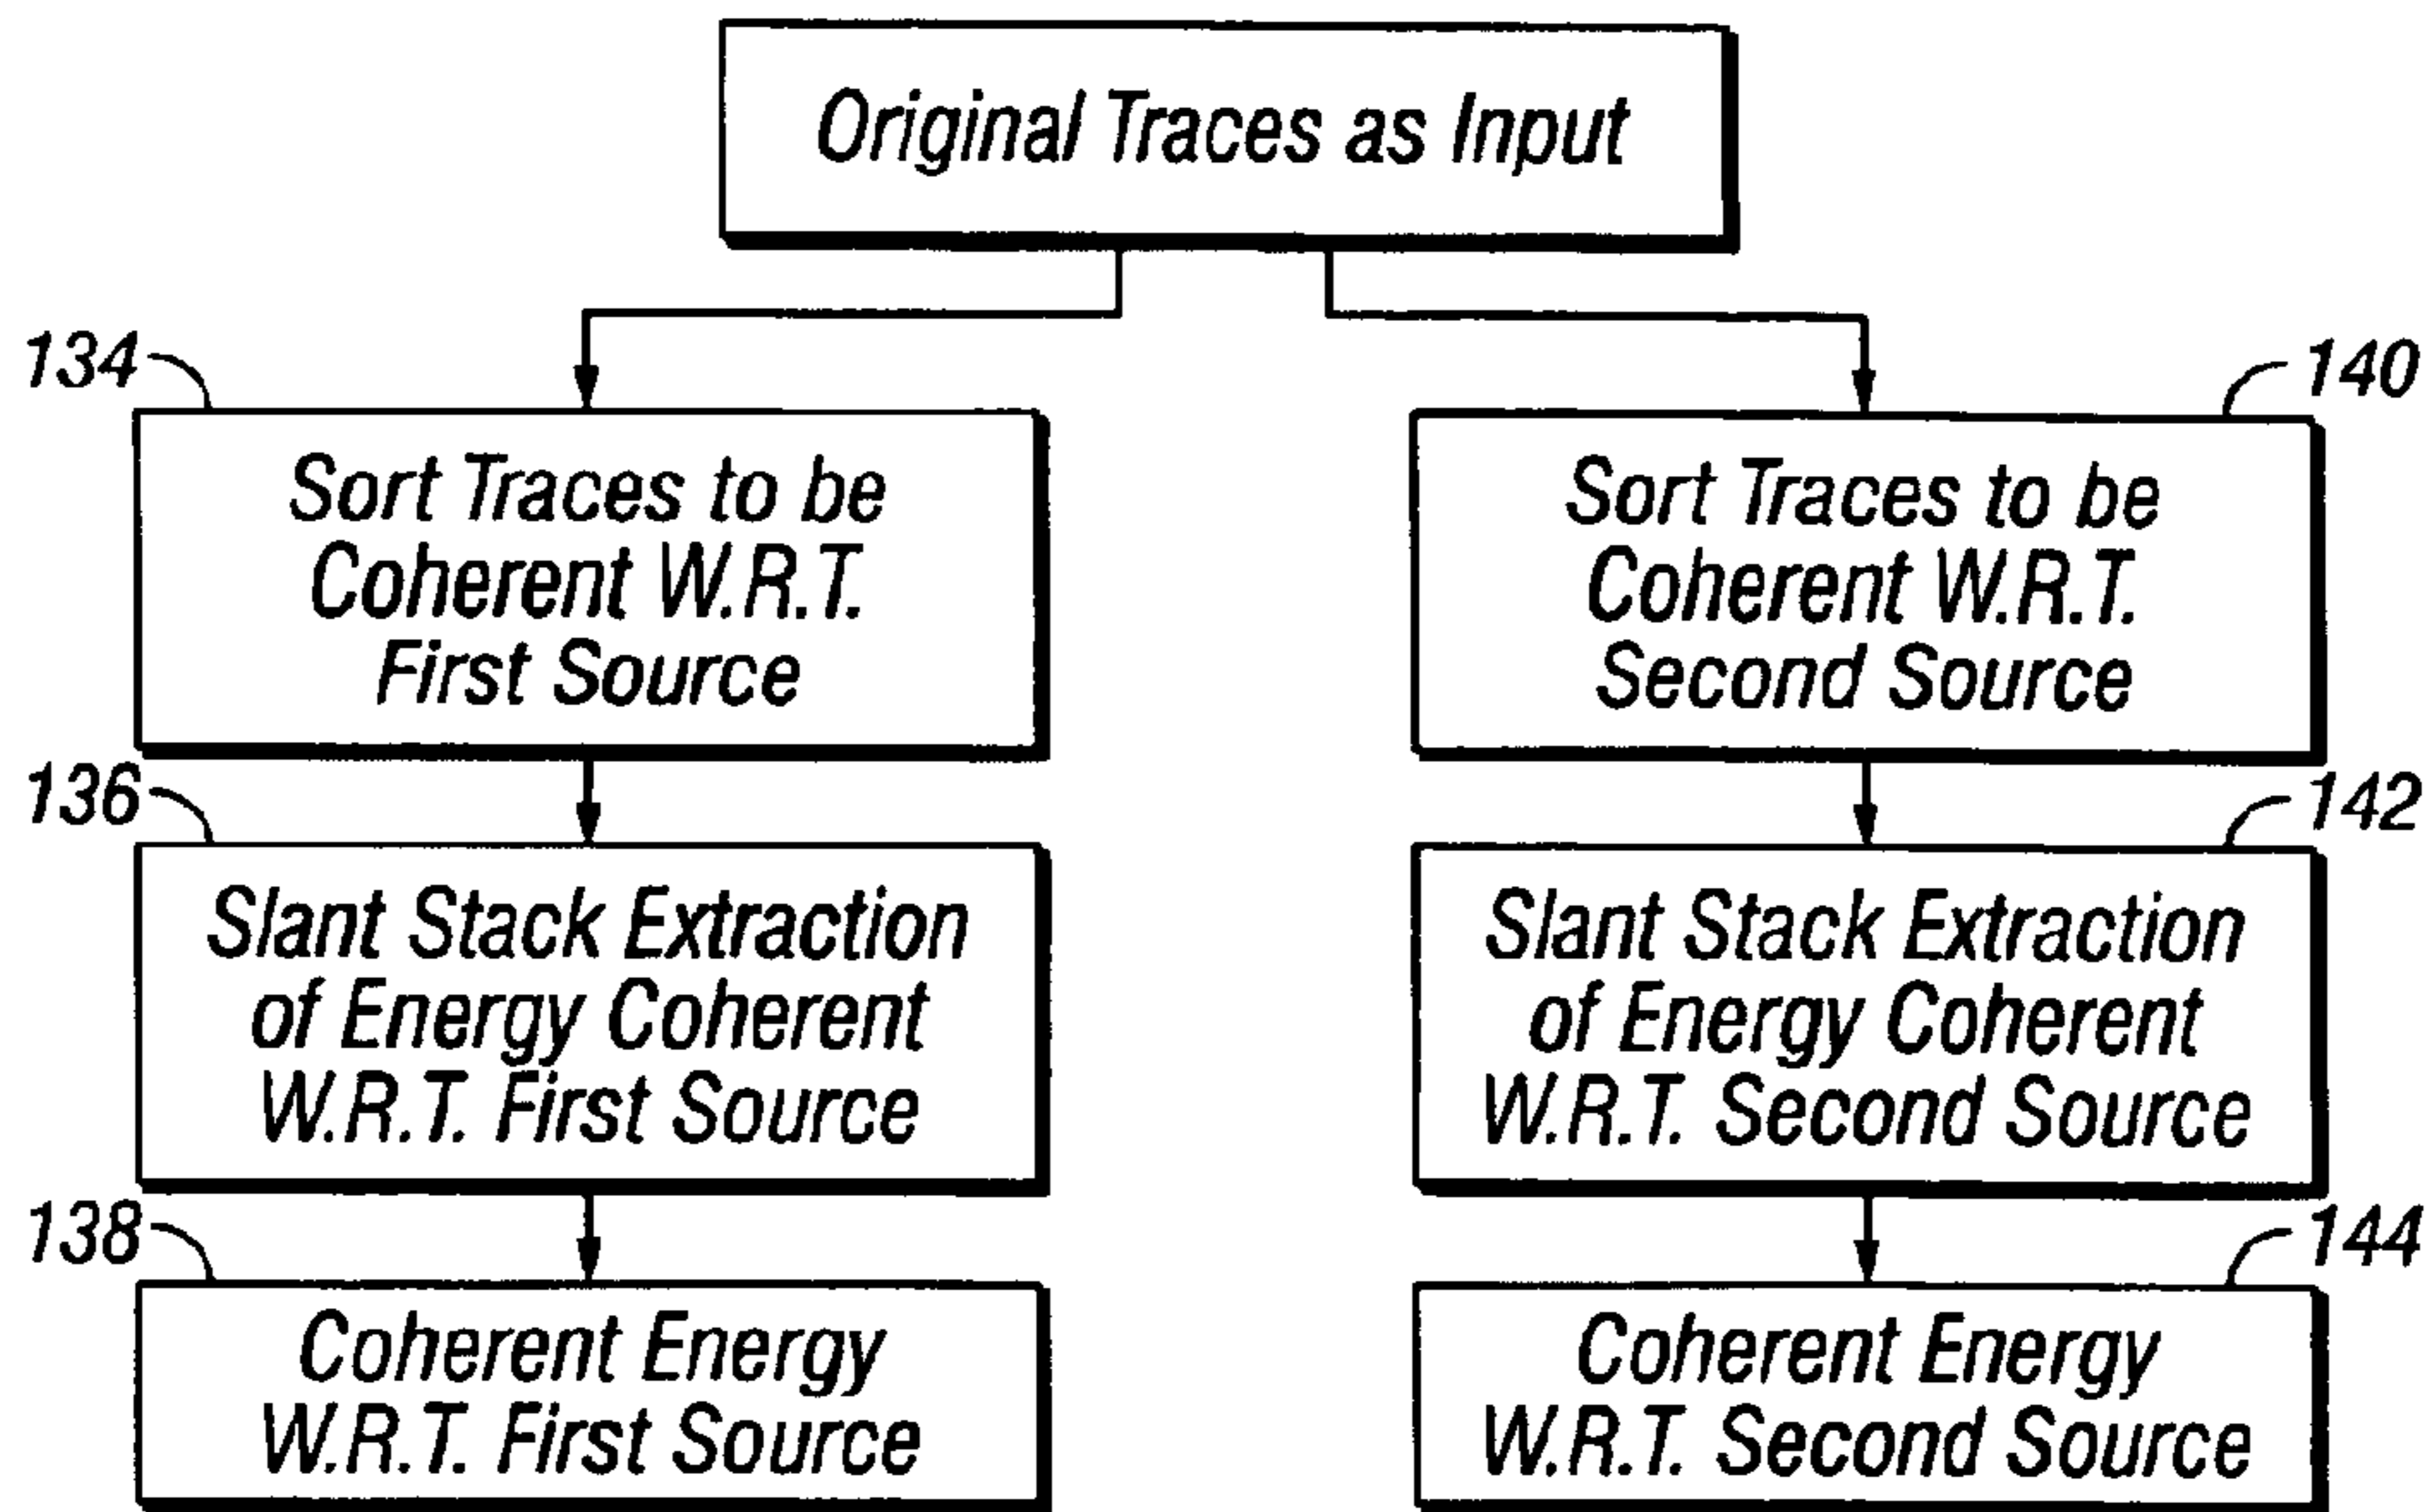 Original Traces as Input
134
Sort Traces to be
Coherent W.R.T.
First Source
140
Sort Traces to be
Coherent W.R.T.
Second Source
136
Slant Stack Extraction
of Energy Coherent
W.R.T. First Source
142
Slant Stack Extraction
of Energy Coherent
W.R.T. Second Source
138
Coherent Energy
W.R.T. First Source
144
Coherent Energy
W.R.T. Second Source